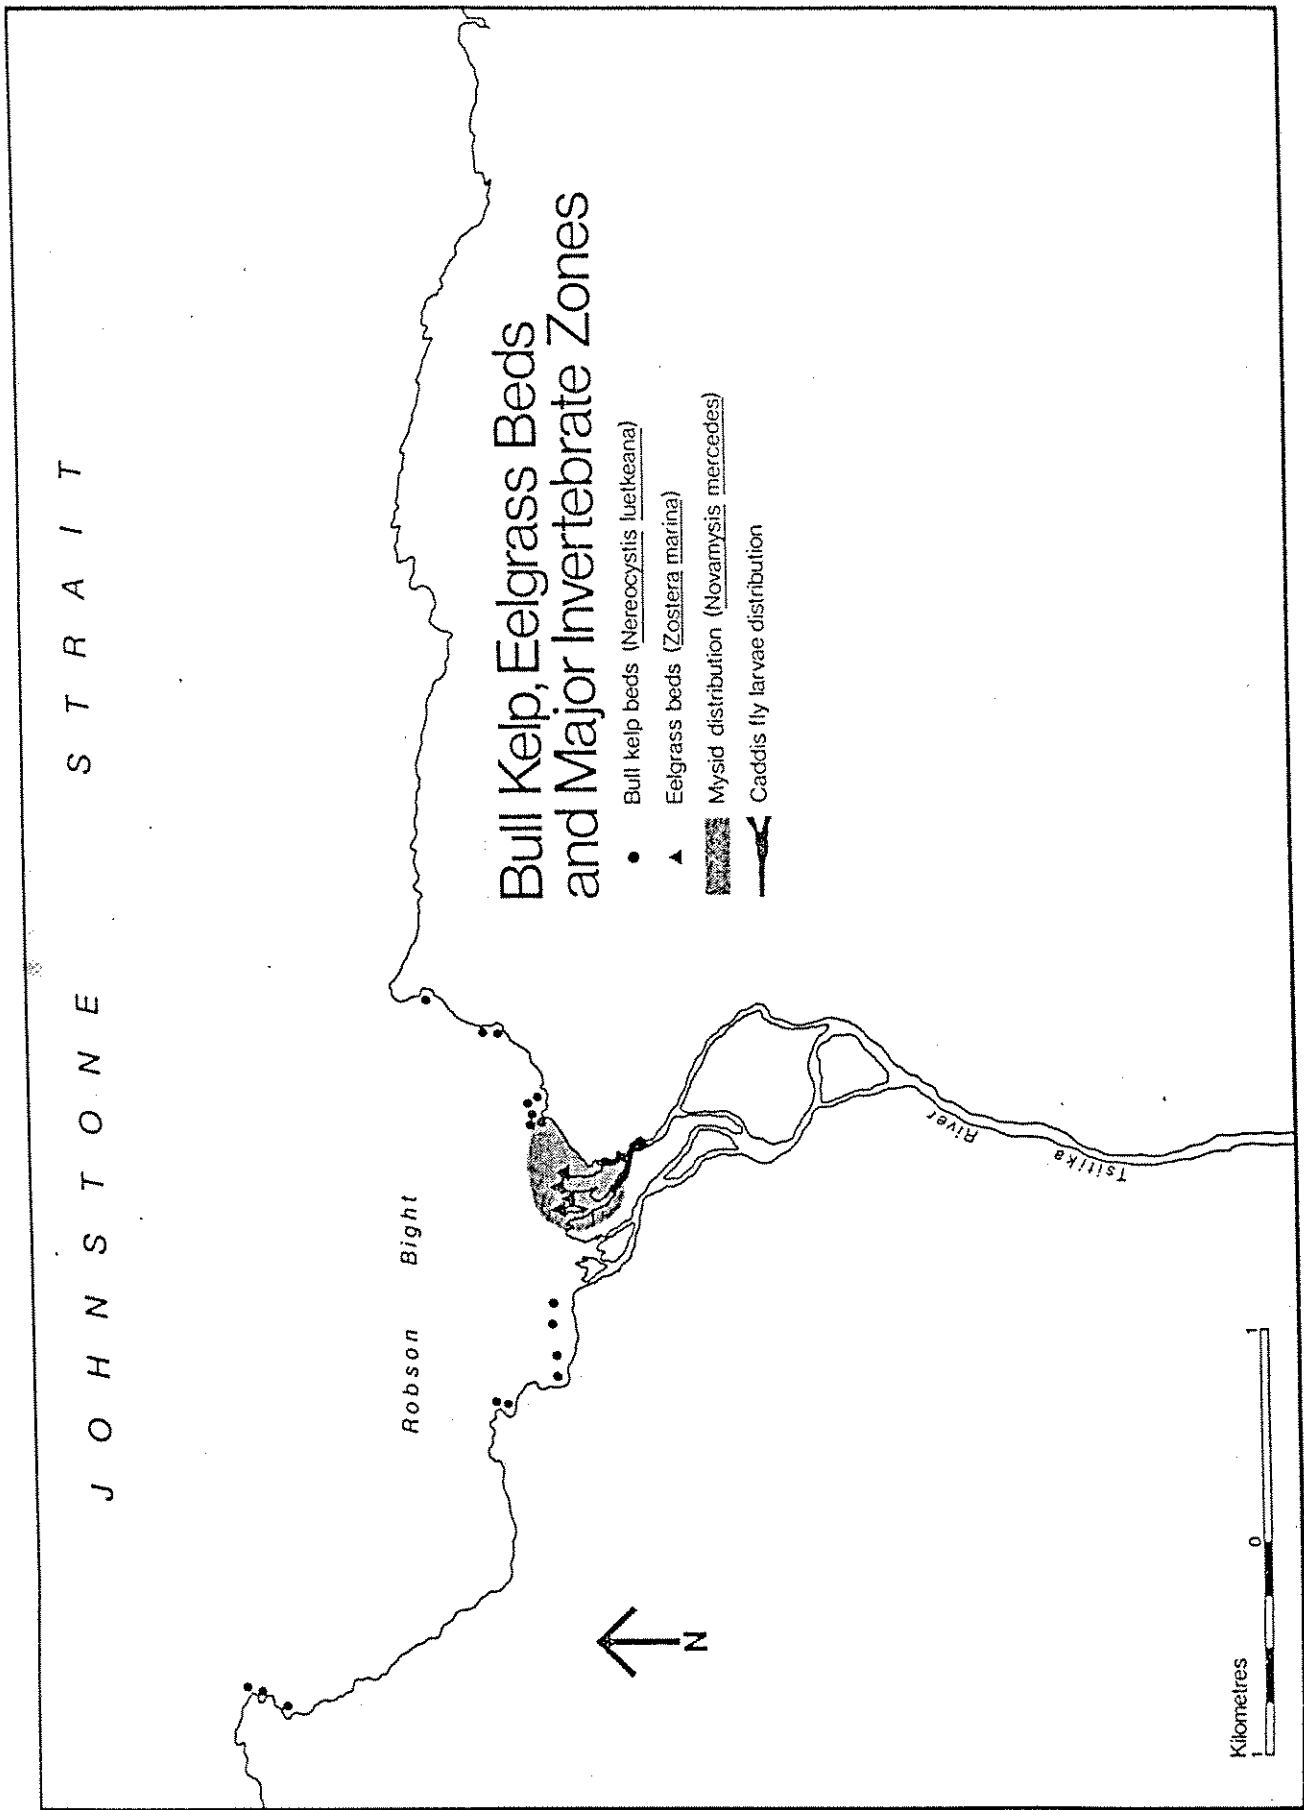 JOHNSTONE STRAIT
Robson Bight
Bull Kelp, Eelgrass Beds
and Major Invertebrate Zones
Bull kelp beds (Nereocystis luetkeana)
Eelgrass beds (Zostera marina)
Mysid distribution (Novamysis mercedes)
Caddis fly larvae distribution
Tsitika River
N
Kilometres
1 0 1